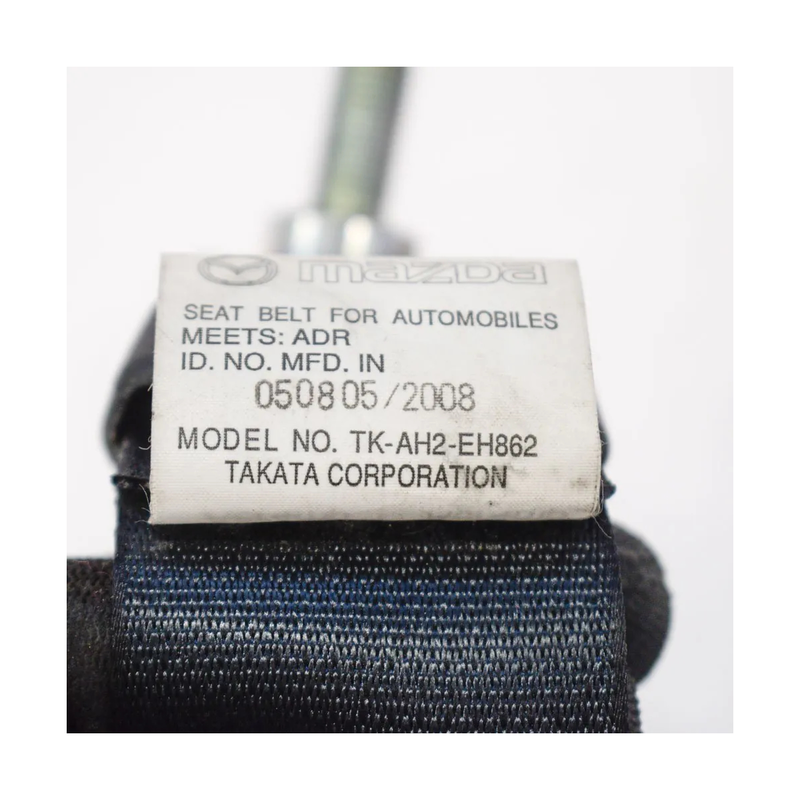 mazda
SEAT BELT FOR AUTOMOBILES
MEETS: ADR
ID. NO. MFD. IN
050805/2008
MODEL NO. TK-AH2-EH862
TAKATA CORPORATION